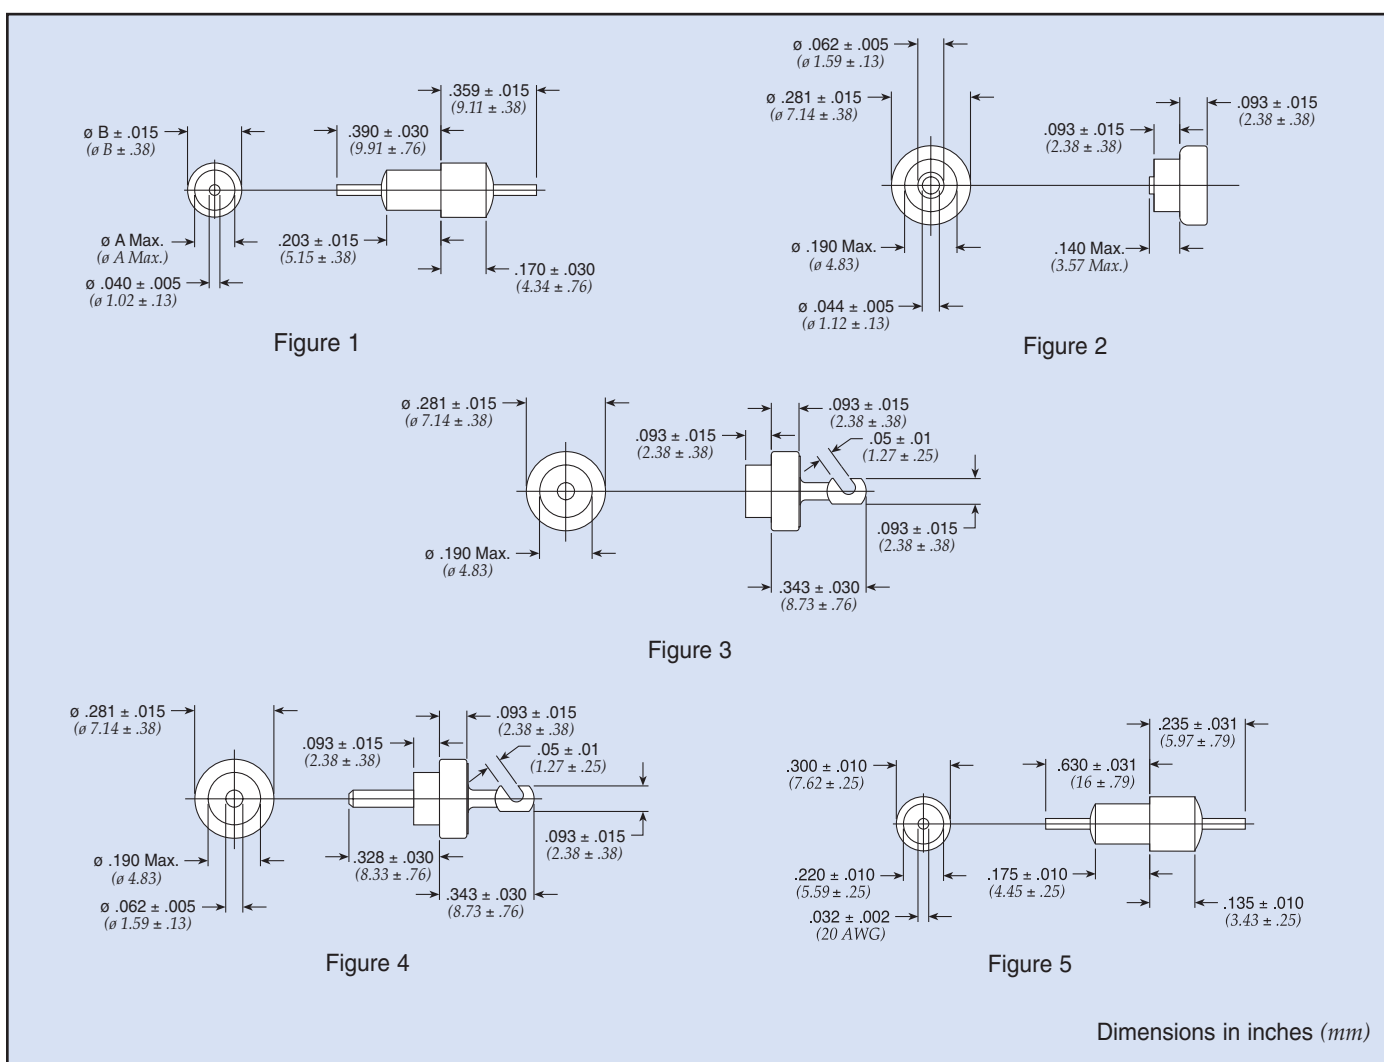 ø B ± .015
(ø B ± .38)
.390 ± .030
(9.91 ± .76)
.359 ± .015
(9.11 ± .38)
ø A Max.
(ø A Max.)
ø .040 ± .005
(ø 1.02 ± .13)
.203 ± .015
(5.15 ± .38)
.170 ± .030
(4.34 ± .76)
Figure 1
ø .062 ± .005
(ø 1.59 ± .13)
ø .281 ± .015
(ø 7.14 ± .38)
.093 ± .015
(2.38 ± .38)
.093 ± .015
(2.38 ± .38)
ø .190 Max.
(ø 4.83)
ø .044 ± .005
(ø 1.12 ± .13)
.140 Max.
(3.57 Max.)
Figure 2
ø .281 ± .015
(ø 7.14 ± .38)
.093 ± .015
(2.38 ± .38)
.093 ± .015
(2.38 ± .38)
.05 ± .01
(1.27 ± .25)
.093 ± .015
(2.38 ± .38)
ø .190 Max.
(ø 4.83)
.343 ± .030
(8.73 ± .76)
Figure 3
ø .281 ± .015
(ø 7.14 ± .38)
.093 ± .015
(2.38 ± .38)
.093 ± .015
(2.38 ± .38)
.05 ± .01
(1.27 ± .25)
.093 ± .015
(2.38 ± .38)
ø .190 Max.
(ø 4.83)
ø .062 ± .005
(ø 1.59 ± .13)
.328 ± .030
(8.33 ± .76)
.343 ± .030
(8.73 ± .76)
Figure 4
.300 ± .010
(7.62 ± .25)
.630 ± .031
(16 ± .79)
.235 ± .031
(5.97 ± .79)
.220 ± .010
(5.59 ± .25)
.032 ± .002
(20 AWG)
.175 ± .010
(4.45 ± .25)
.135 ± .010
(3.43 ± .25)
Figure 5
Dimensions in inches (mm)